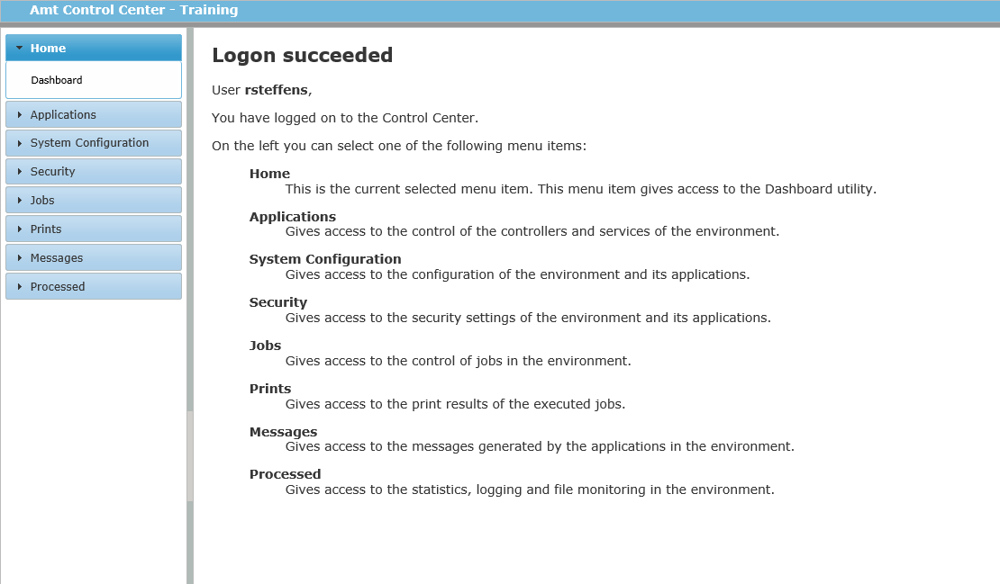 Amt Control Center - Training
Home
Dashboard
Applications
System Configuration
Security
Jobs
Prints
Messages
Processed
Logon succeeded
User rsteffens,
You have logged on to the Control Center.
On the left you can select one of the following menu items:
Home
This is the current selected menu item. This menu item gives access to the Dashboard utility.
Applications
Gives access to the control of the controllers and services of the environment.
System Configuration
Gives access to the configuration of the environment and its applications.
Security
Gives access to the security settings of the environment and its applications.
Jobs
Gives access to the control of jobs in the environment.
Prints
Gives access to the print results of the executed jobs.
Messages
Gives access to the messages generated by the applications in the environment.
Processed
Gives access to the statistics, logging and file monitoring in the environment.